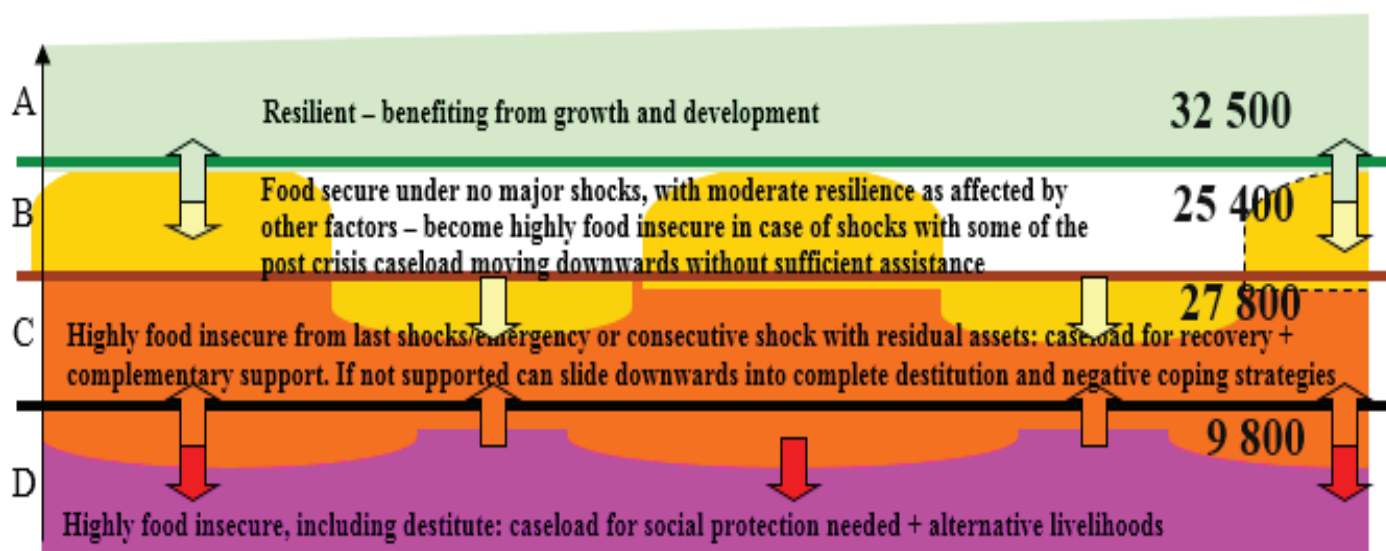 A
Resilient – benefiting from growth and development
32 500
B
Food secure under no major shocks, with moderate resilience as affected by
other factors – become highly food insecure in case of shocks with some of the
post crisis caseload moving downwards without sufficient assistance
25 400
27 800
C
Highly food insecure from last shocks/emergency or consecutive shock with residual assets: caseload for recovery +
complementary support. If not supported can slide downwards into complete destitution and negative coping strategies
9 800
D
Highly food insecure, including destitute: caseload for social protection needed + alternative livelihoods